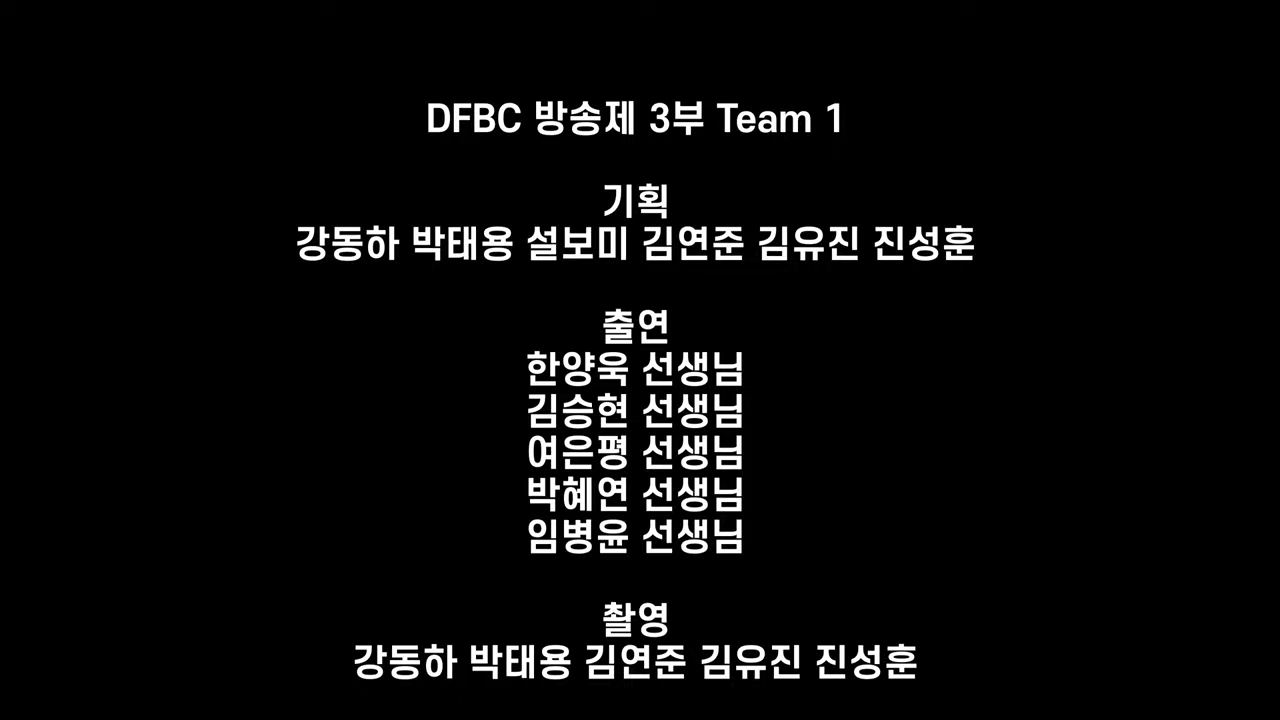 DFBC 방송제 3부 Team 1
기획
강동하 박태용 설보미 김연준 김유진 진성훈
출연
한양욱 선생님
김승현 선생님
여은평 선생님
박혜연 선생님
임병윤 선생님
촬영
강동하 박태용 김연준 김유진 진성훈